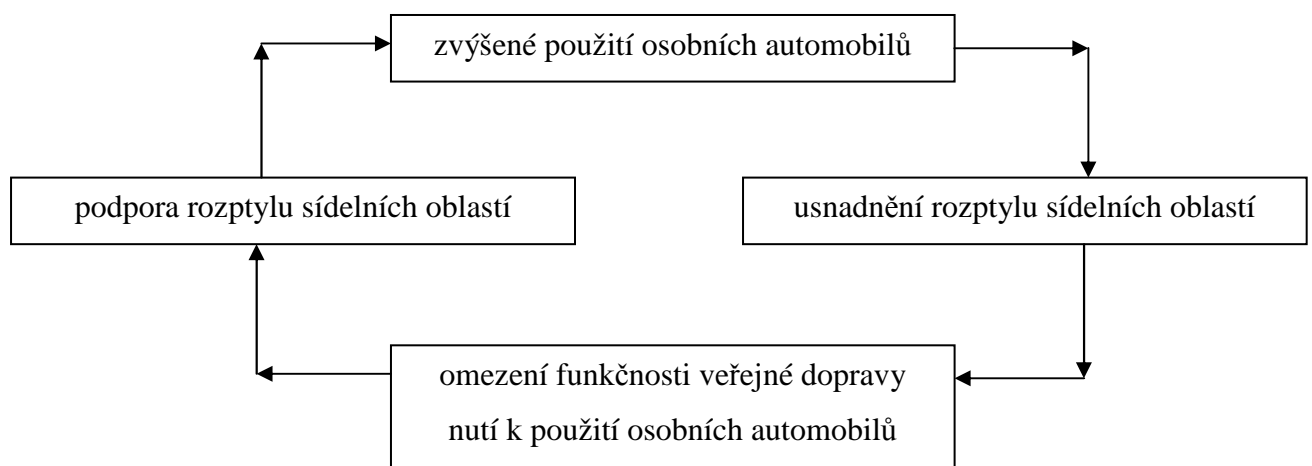 zvýšené použití osobních automobilů
podpora rozptylu sídelních oblastí
usnadnění rozptylu sídelních oblastí
omezení funkčnosti veřejné dopravy
nutí k použití osobních automobilů